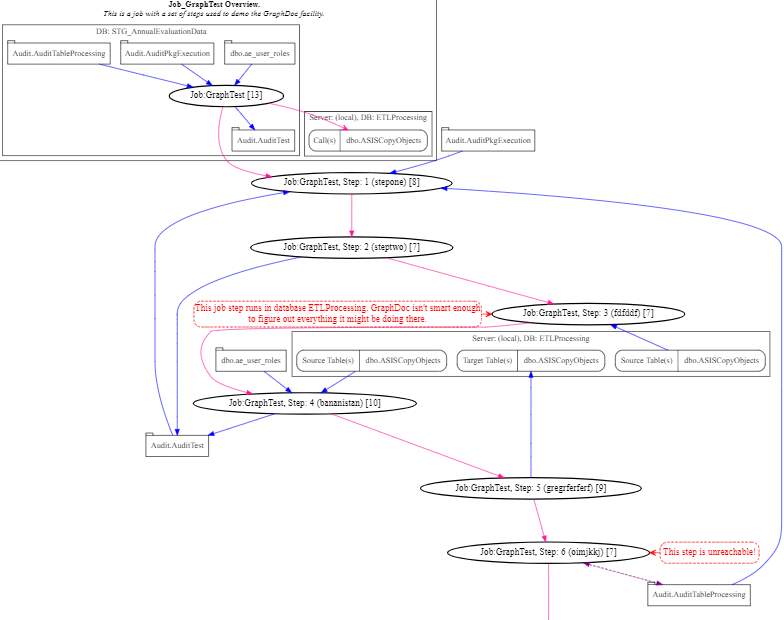 Job_GraphTest Overview.
This is a job with a set of steps used to demo the GraphDoc facility.
DB: STG_AnnualEvaluationData
Audit.AuditTableProcessing
Audit.AuditPkgExecution
dbo.ae_user_roles
Job:GraphTest [13]
Server: (local), DB: ETLProcessing
Audit.AuditTest
Call(s)
dbo.ASISCopyObjects
Audit.AuditPkgExecution
Job:GraphTest, Step: 1 (stepone) [8]
Job:GraphTest, Step: 2 (steptwo) [7]
This job step runs in database ETLProcessing. GraphDoc isn't smart enough
to figure out everything it might be doing there.
Job:GraphTest, Step: 3 (fdfddf) [7]
Server: (local), DB: ETLProcessing
dbo.ae_user_roles
Source Table(s)
dbo.ASISCopyObjects
Target Table(s)
dbo.ASISCopyObjects
Source Table(s)
dbo.ASISCopyObjects
Job:GraphTest, Step: 4 (bananistan) [10]
Audit.AuditTest
Job:GraphTest, Step: 5 (gregrferferf) [9]
Job:GraphTest, Step: 6 (oimjkkj) [7]
This step is unreachable!
Audit.AuditTableProcessing